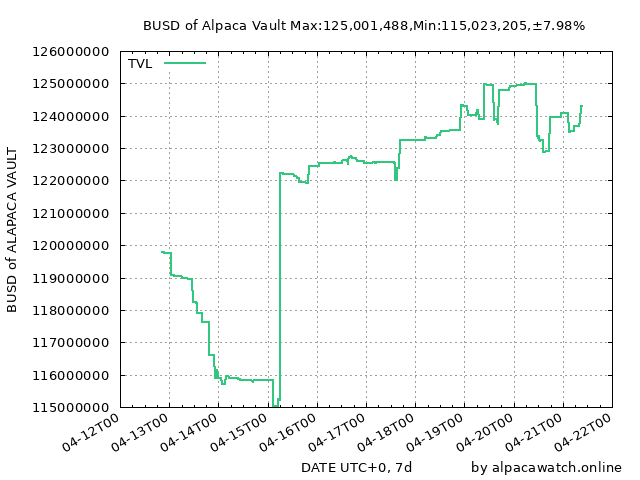 BUSD of Alpaca Vault Max:125,001,488,Min:115,023,205,±7.98%
TVL
126000000
125000000
124000000
123000000
122000000
121000000
120000000
119000000
118000000
117000000
116000000
115000000
BUSD of ALAPACA VAULT
04-12T00
04-13T00
04-14T00
04-15T00
04-16T00
04-17T00
04-18T00
04-19T00
04-20T00
04-21T00
04-22T00
DATE UTC+0, 7d
by alpacawatch.online